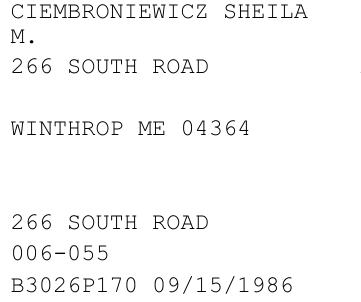 CIEMBRONIEWICZ SHEILA
M.
266 SOUTH ROAD
WINTHROP ME 04364
266 SOUTH ROAD
006-055
B3026P170 09/15/1986